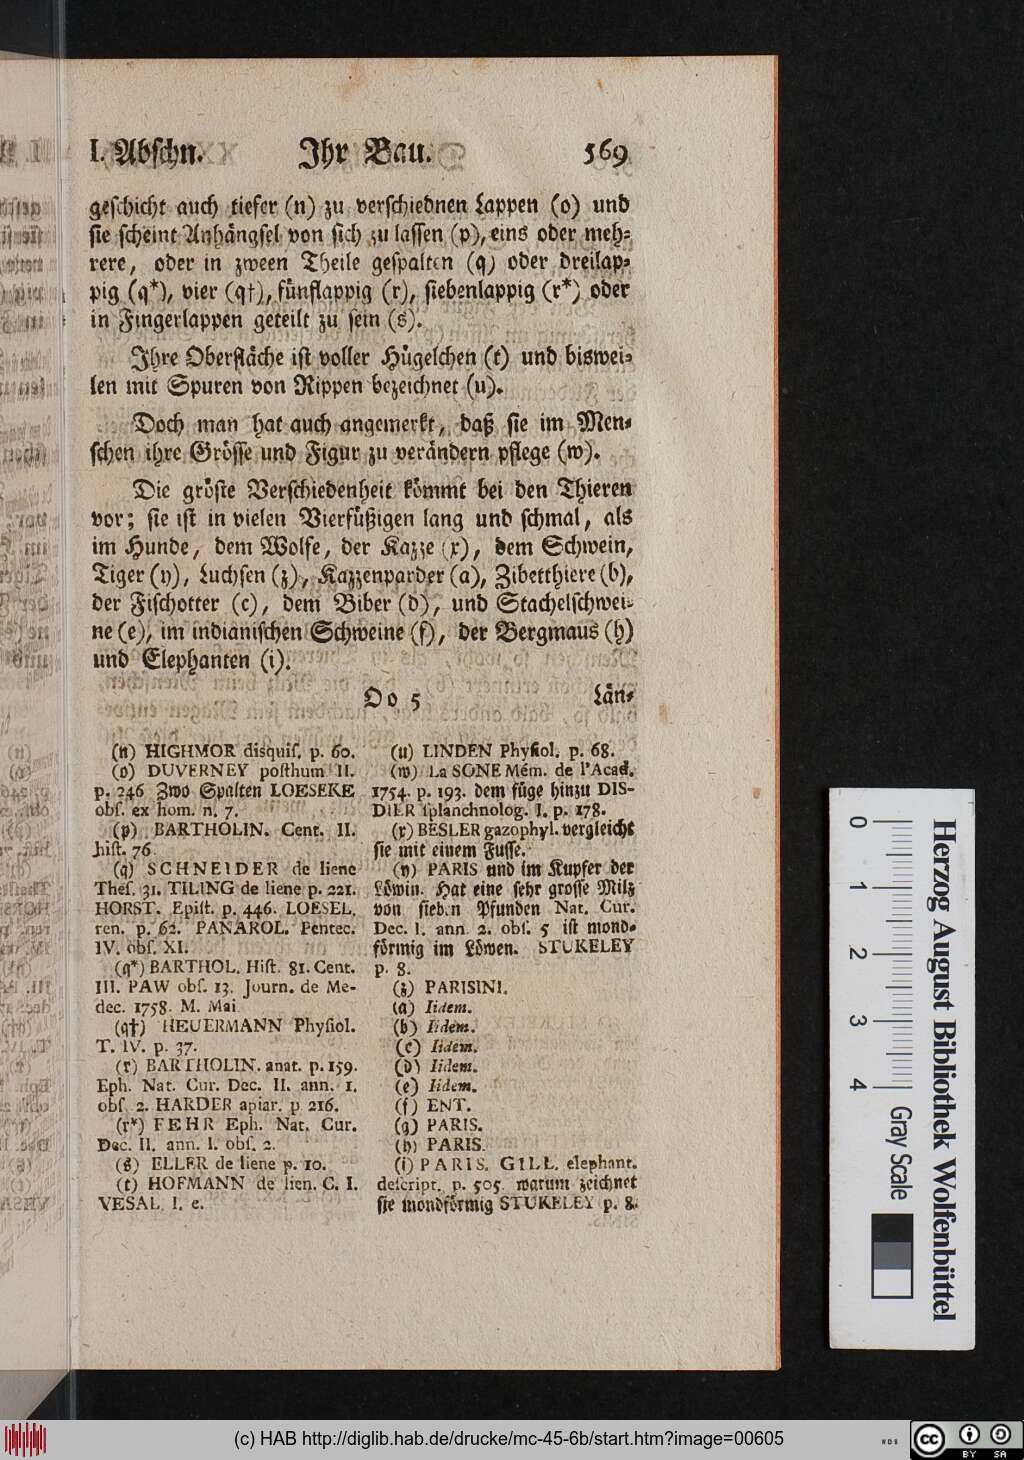 I. Abschn. Ihr Bau. 569
geschicht auch tiefer (n) zu verschiednen Lappen (o) und
sie scheint Anhängsel von sich zu lassen (p), eins oder meh-
rere, oder in zween Theile gespalten (q) oder dreilap-
pig (q*), vier (q†), fünflappig (r), siebenlappig (r*) oder
in Fingerlappen geteilt zu sein (s).
Ihre Oberfläche ist voller Hügelchen (t) und biswei-
len mit Spuren von Rippen bezeichnet (u).
Doch man hat auch angemerkt, daß sie im Men-
schen ihre Grösse und Figur zu verändern pflege (w).
Die gröste Verschiedenheit kömmt bei den Thieren
vor; sie ist in vielen Vierfüßigen lang und schmal, als
im Hunde, dem Wolfe, der Kazze (x), dem Schwein,
Tiger (y), Luchsen (z), Kazzenparder (a), Zibetthiere (b),
der Fischotter (c), dem Biber (d), und Stachelschwei-
ne (e), im indianischen Schweine (f), der Bergmaus (h)
und Elephanten (i).
Oo 5 Län-
(n) HIGHMOR disquis. p. 60.
(o) DUVERNEY posthum II.
p. 246 Zwo Spalten LOESEKE
obs. ex hom. n. 7.
(p) BARTHOLIN. Cent. II.
hist. 76
(q) SCHNEIDER de liene
Thes. 31. TILING de liene p. 221.
HORST. Epist. p. 446. LOESEL.
ren. p. 62. PANAROL. Pentec.
IV. obs. XI.
(q*) BARTHOL. Hist. 81. Cent.
III. PAW obs. 13. Journ. de Me-
dec. 1758. M. Mai
(q†) HEUERMANN Physiol.
T. IV. p. 37.
(r) BARTHOLIN. anat. p. 159.
Eph. Nat. Cur. Dec. II. ann. 1.
obs. 2. HARDER apiar. p 216.
(r*) FEHR Eph. Nat. Cur.
Dec. II. ann. I. obs. 2.
(s) ELLER de liene p. 10.
(t) HOFMANN de lien. C. I.
VESAL. I. e.
(u) LINDEN Physiol. p. 68.
(w) La SONE Mém. de l'Acad.
1754. p. 193. dem füge hinzu DIS-
DIER splanchnolog. I. p. 178.
(x) BESLER gazophyl. vergleicht
sie mit einem Fusse.
(y) PARIS und im Kupfer der
Löwin. Hat eine sehr grosse Milz
von sieben Pfunden Nat. Cur.
Dec. I. ann 2. obs. 5 ist mond-
förmig im Löwen. STUKELEY
p. 8.
(z) PARISINI.
(a) Iidem.
(b) Iidem.
(c) Iidem.
(d) Iidem.
(e) Iidem.
(f) ENT.
(g) PARIS.
(h) PARIS.
(i) PARIS. GILL. elephant.
descript. p. 505. warum zeichnet
sie mondförmig STUKELEY p. 8.
0 1 2 3 4
Gray Scale
Herzog August Bibliothek Wolfenbüttel
(c) HAB http://diglib.hab.de/drucke/mc-45-6b/start.htm?image=00605
WDB
cc BY SA